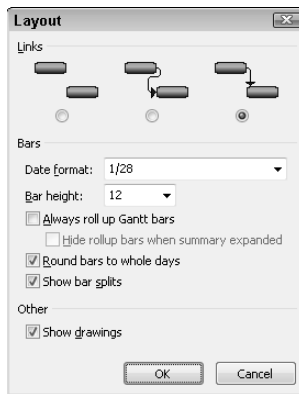 Layout
Links
Bars
Date format: 1/28
Bar height: 12
Always roll up Gantt bars
Hide rollup bars when summary expanded
Round bars to whole days
Show bar splits
Other
Show drawings
OK Cancel